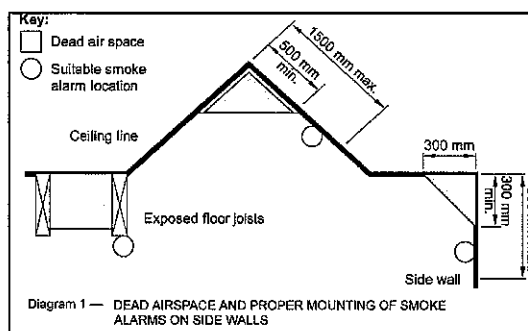 Key:
Dead air space
Suitable smoke
alarm location
1500 mm max.
500 mm
min.
Ceiling line
300 mm
300 mm
min.
Exposed floor joists
Side wall
Diagram 1 — DEAD AIRSPACE AND PROPER MOUNTING OF SMOKE
ALARMS ON SIDE WALLS